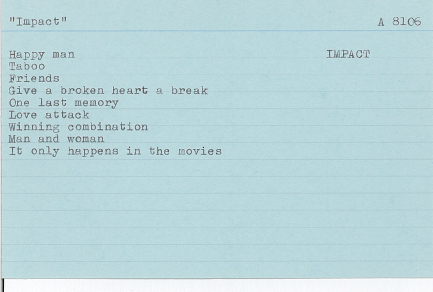 "Impact" A 8106
Happy man IMPACT
Taboo
Friends
Give a broken heart a break
One last memory
Love attack
Winning combination
Man and woman
It only happens in the movies